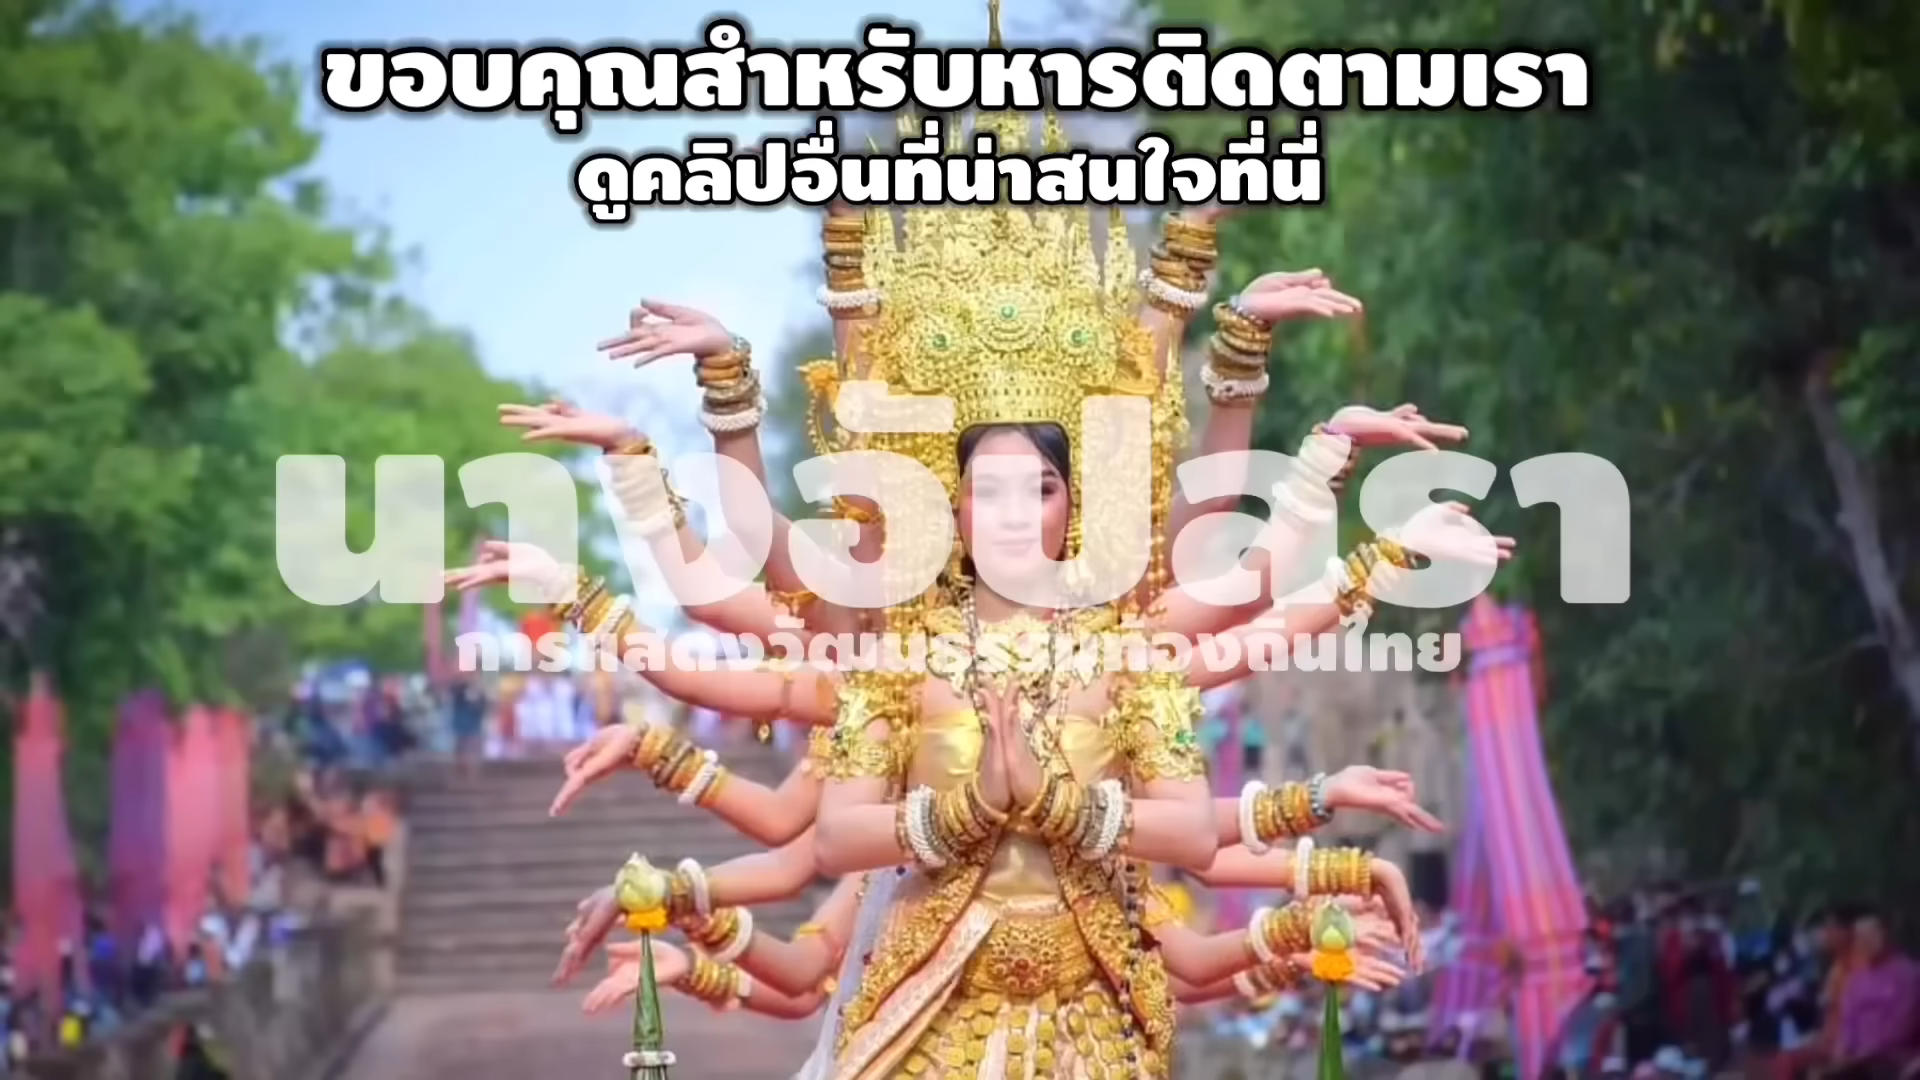 ขอบคุณสำหรับหารติดตามเรา
ดูคลิปอื่นที่น่าสนใจที่นี่
นางอัปสรา
การแสดงวัฒนธรรมท้องถิ่นไทย